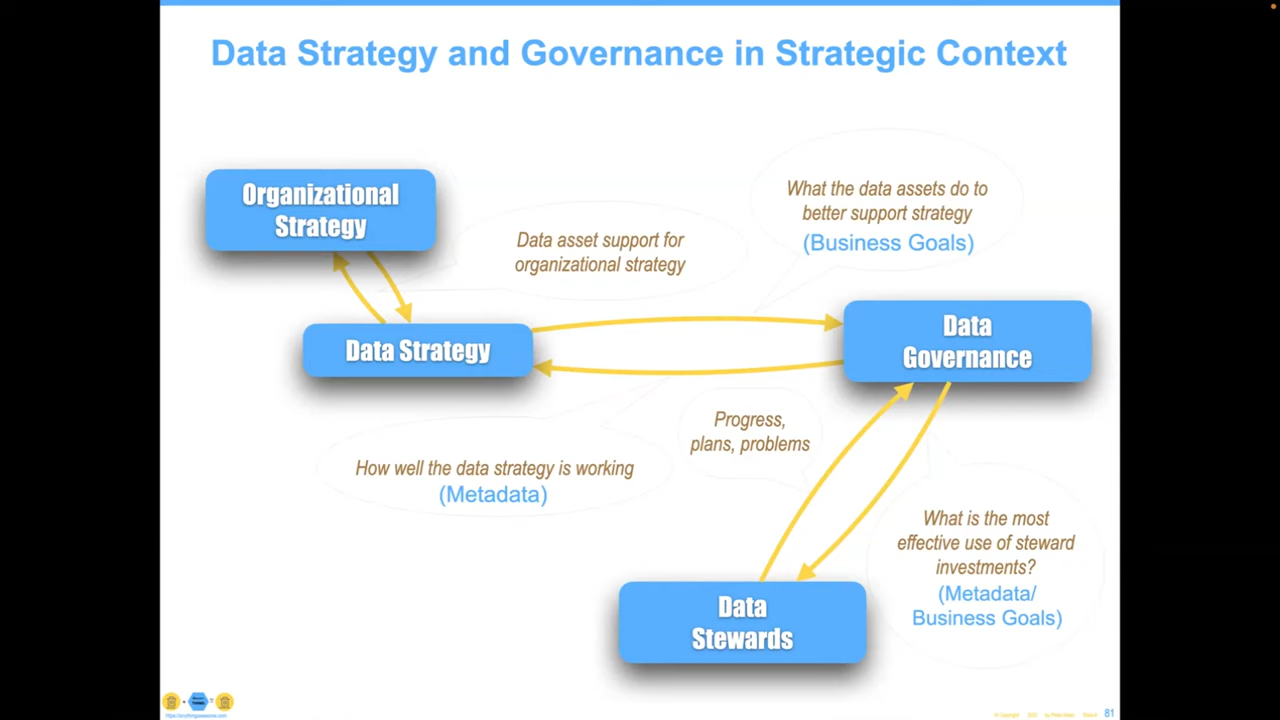 Data Strategy and Governance in Strategic Context
Organizational
Strategy
What the data assets do to
better support strategy
(Business Goals)
Data asset support for
organizational strategy
Data
Governance
Data Strategy
Progress,
plans, problems
How well the data strategy is working
(Metadata)
What is the most
effective use of steward
investments?
(Metadata/
Business Goals)
Data
Stewards
81